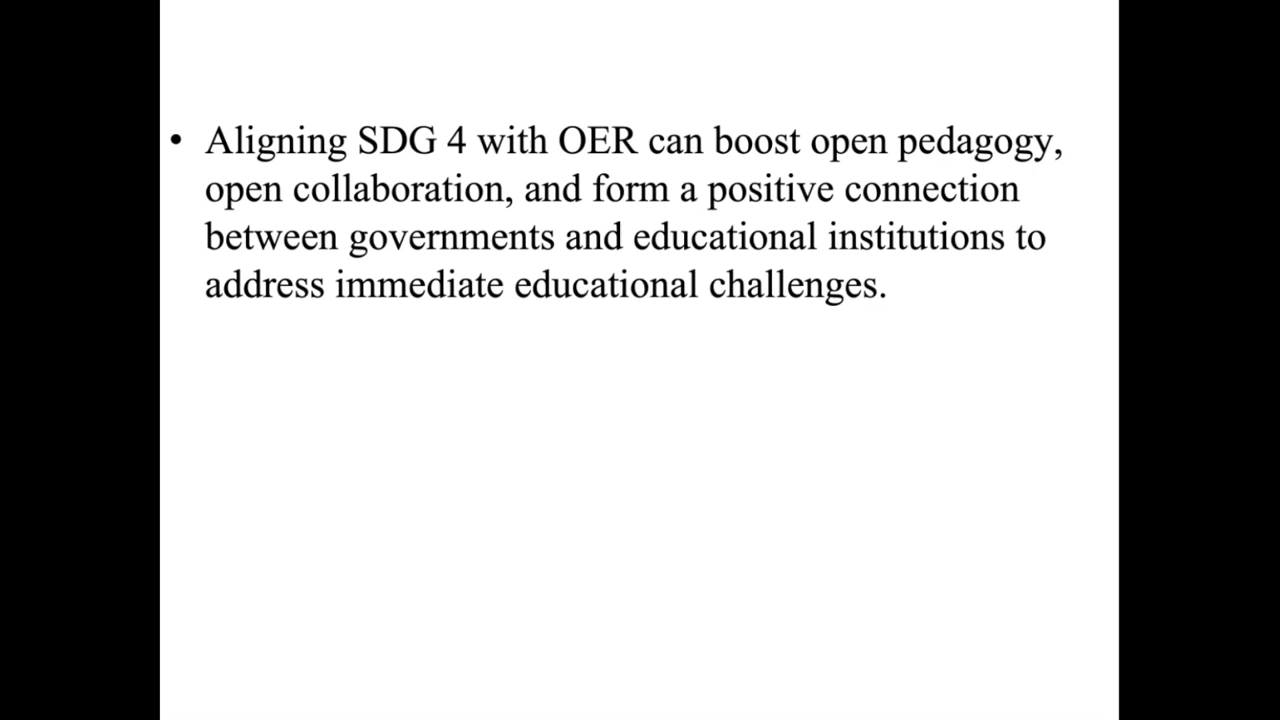 • Aligning SDG 4 with OER can boost open pedagogy,
open collaboration, and form a positive connection
between governments and educational institutions to
address immediate educational challenges.